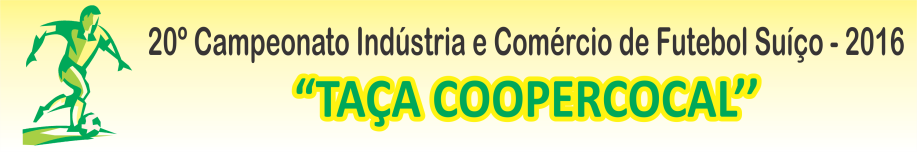 20º Campeonato Indústria e Comércio de Futebol Suíço - 2016
“TAÇA COOPERCOCAL”